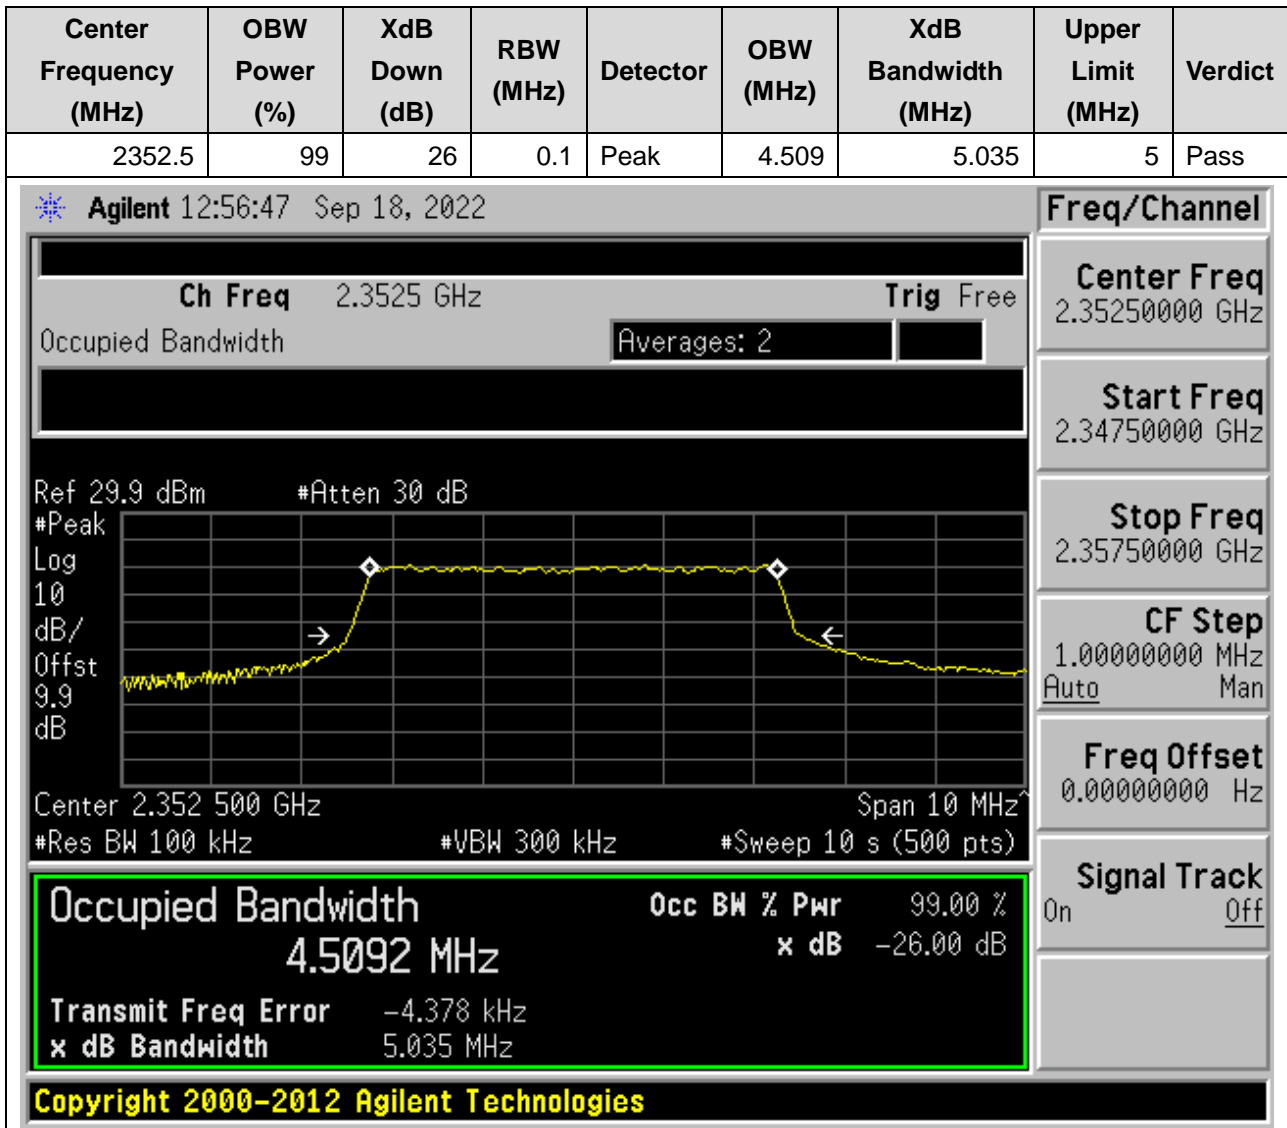 Center Frequency (MHz) OBW Power (%) XdB Down (dB) RBW (MHz) Detector OBW (MHz) XdB Bandwidth (MHz) Upper Limit (MHz) Verdict
2352.5 99 26 0.1 Peak 4.509 5.035 5 Pass
Agilent 12:56:47 Sep 18, 2022
Freq/Channel
Ch Freq 2.3525 GHz Trig Free
Occupied Bandwidth Averages: 2
Ref 29.9 dBm #Atten 30 dB
#Peak
Log
10
dB/
Offst
9.9
dB
Center 2.352 500 GHz Span 10 MHz^
#Res BW 100 kHz #VBW 300 kHz #Sweep 10 s (500 pts)
Occupied Bandwidth
4.5092 MHz
Occ BW % Pwr 99.00 %
x dB -26.00 dB
Transmit Freq Error -4.378 kHz
x dB Bandwidth 5.035 MHz
Center Freq
2.35250000 GHz
Start Freq
2.34750000 GHz
Stop Freq
2.35750000 GHz
CF Step
1.00000000 MHz
Auto Man
Freq Offset
0.00000000 Hz
Signal Track
On Off
Copyright 2000-2012 Agilent Technologies